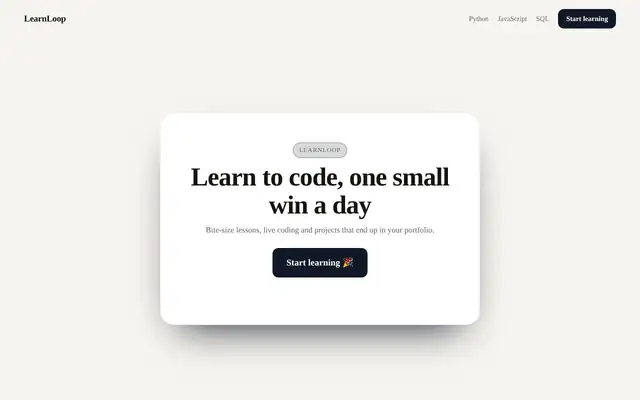 LearnLoop
Python JavaScript SQL Start learning
LEARNLOOP
Learn to code, one small
win a day
Bite-size lessons, live coding and projects that end up in your portfolio.
Start learning 🎉